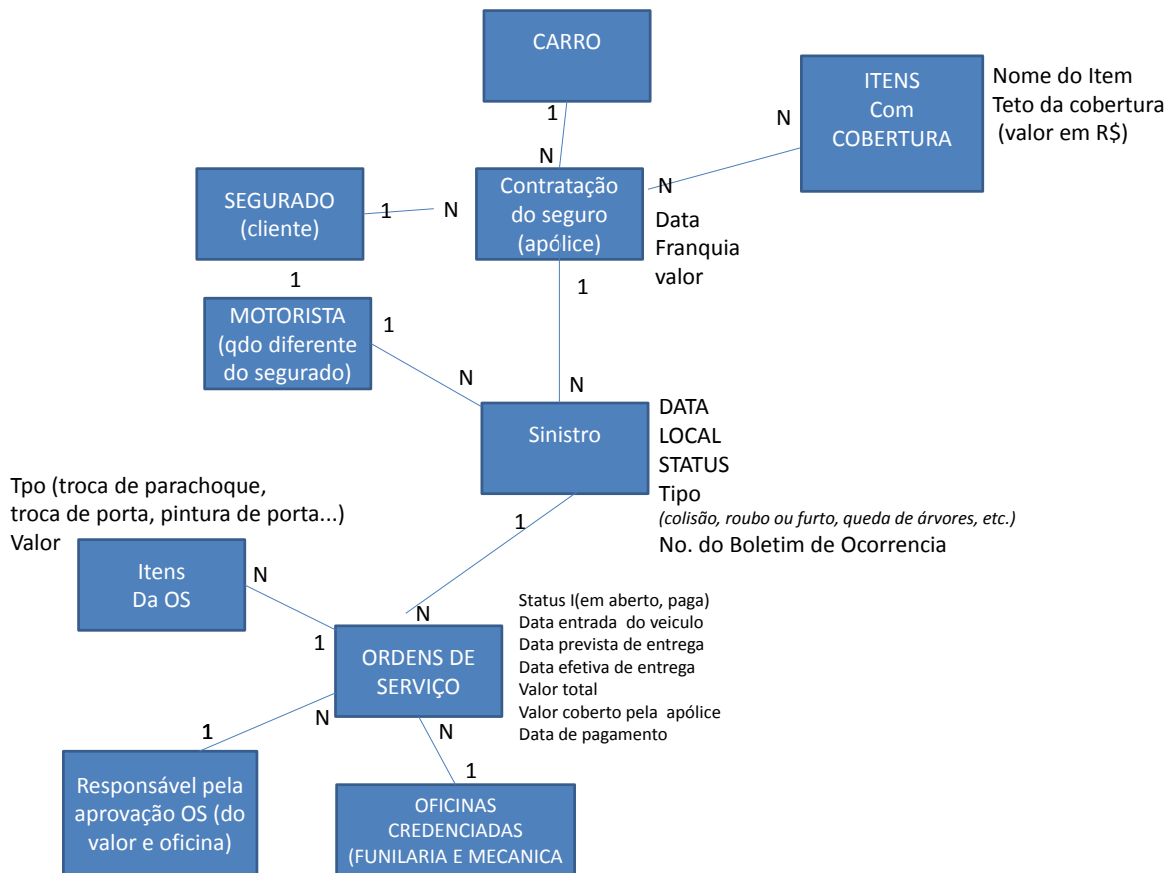 CARRO
ITENS
Com
COBERTURA
Nome do Item
Teto da cobertura
(valor em R$)
1
N
N
N
SEGURADO
(cliente)
1
N
Contratação
do seguro
(apólice)
Data
Franquia
valor
1
1
MOTORISTA
(qdo diferente
do segurado)
1
N
N
Sinistro
DATA
LOCAL
STATUS
Tipo
(colisão, roubo ou furto, queda de árvores, etc.)
No. do Boletim de Ocorrencia
Tpo (troca de parachoque,
troca de porta, pintura de porta...)
Valor
1
Itens
Da OS
N
N
1
ORDENS DE
SERVIÇO
Status I(em aberto, paga)
Data entrada do veiculo
Data prevista de entrega
Data efetiva de entrega
Valor total
Valor coberto pela apólice
Data de pagamento
N
N
1
1
Responsável pela
aprovação OS (do
valor e oficina)
OFICINAS
CREDENCIADAS
(FUNILARIA E MECANICA